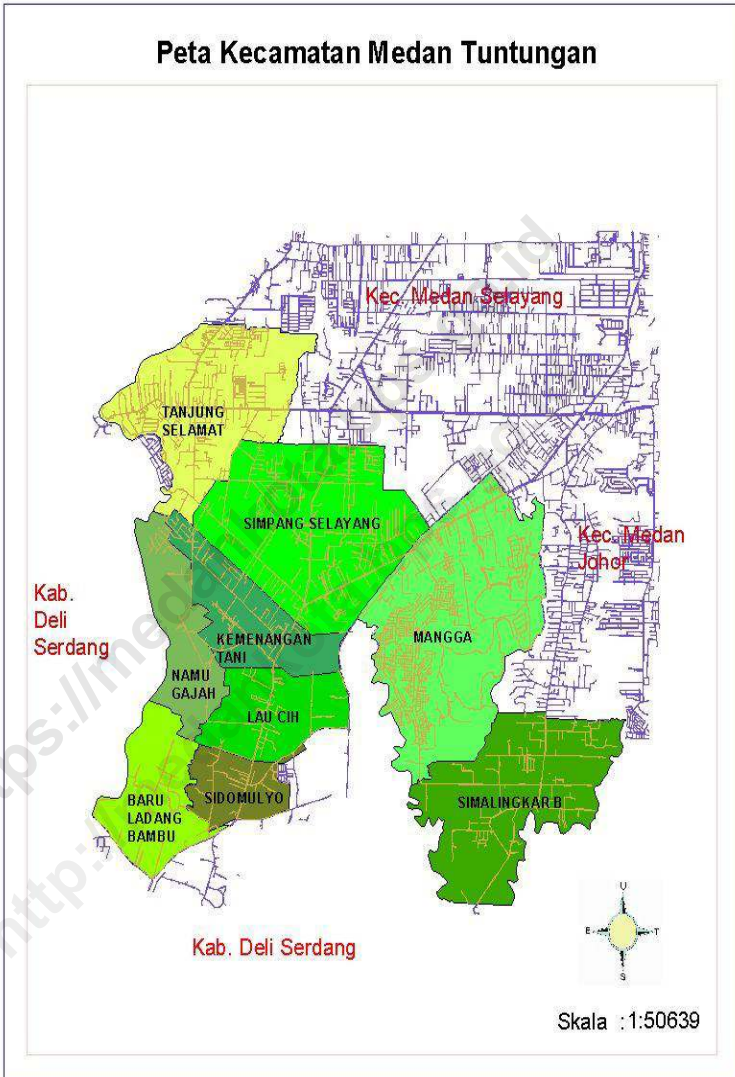 Peta Kecamatan Medan Tuntungan
Kec. Medan Selayang
TANJUNG
SELAMAT
SIMPANG SELAYANG
Kec. Medan
Johor
Kab.
Deli
Serdang
KEMENANGAN
TANI
MANGGA
NAMU
GAJAH
LAU CIH
BARU
LADANG
BAMBU
SIDOMULYO
SIMALINGKAR B
U
B
T
S
Kab. Deli Serdang
Skala : 1:50639